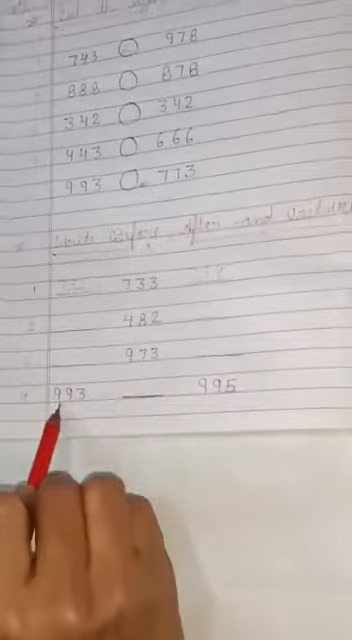 743 ○ 978
888 ○ 878
342 ○ 342
443 ○ 666
993 ○ 773
Write Before after and
733
482
973 ___
993 ___ 995